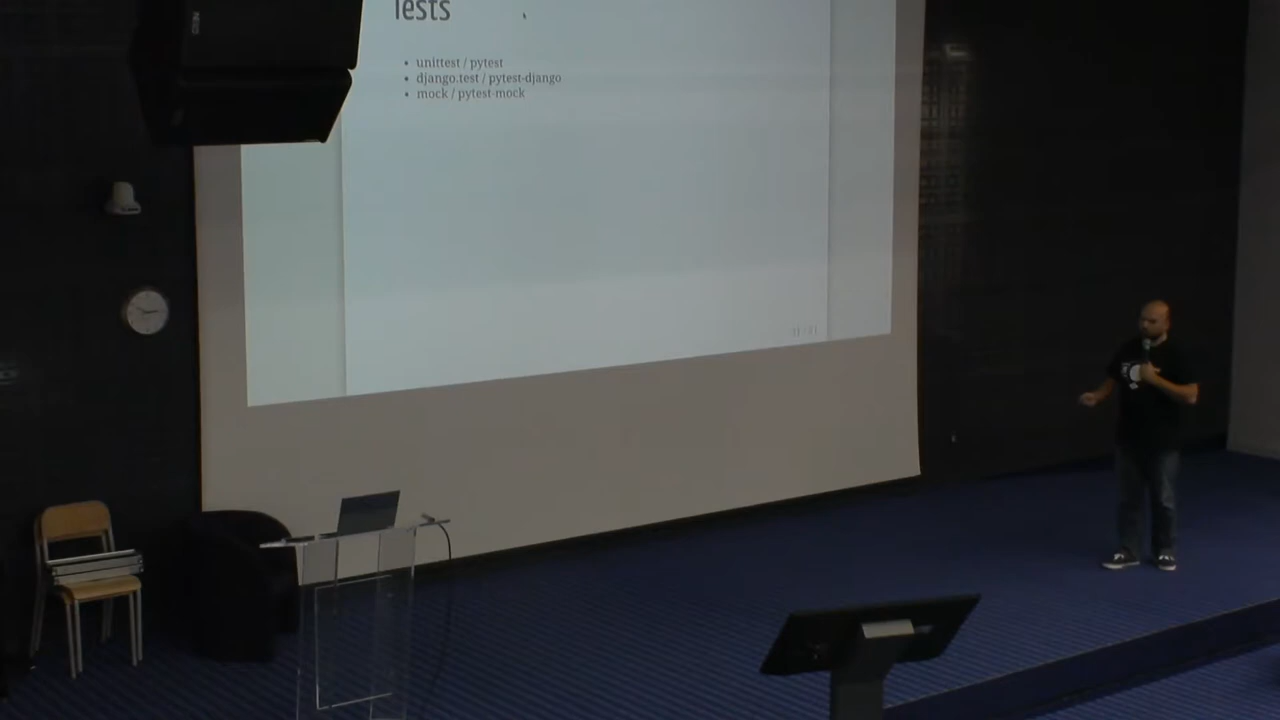 Tests
unittest / pytest
django.test / pytest-django
mock / pytest-mock